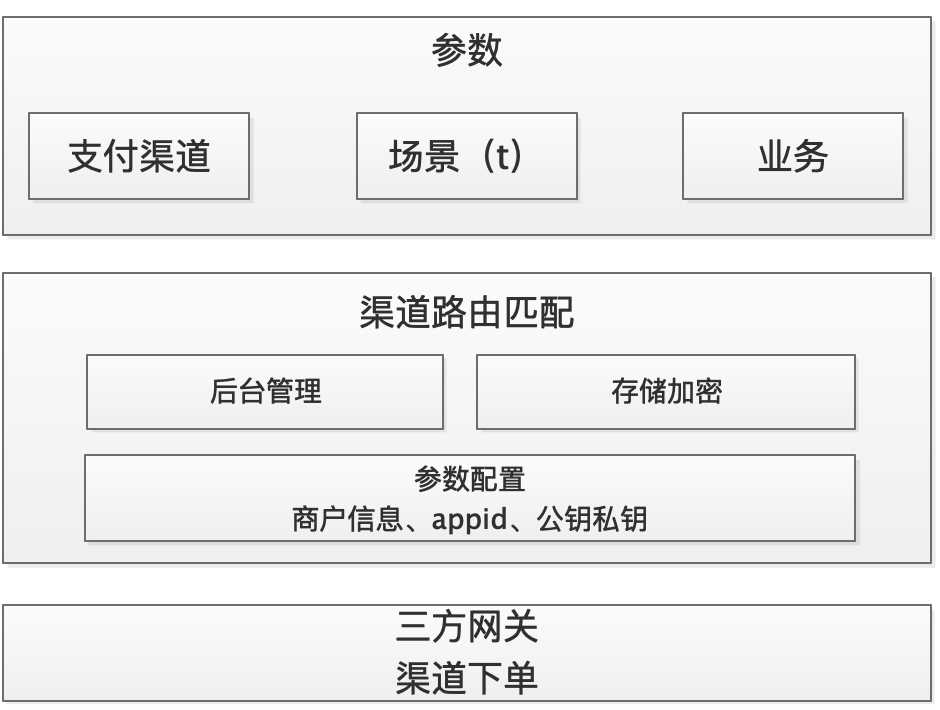 参数
支付渠道
场景（t）
业务
渠道路由匹配
后台管理
存储加密
参数配置
商户信息、appid、公钥私钥
三方网关
渠道下单